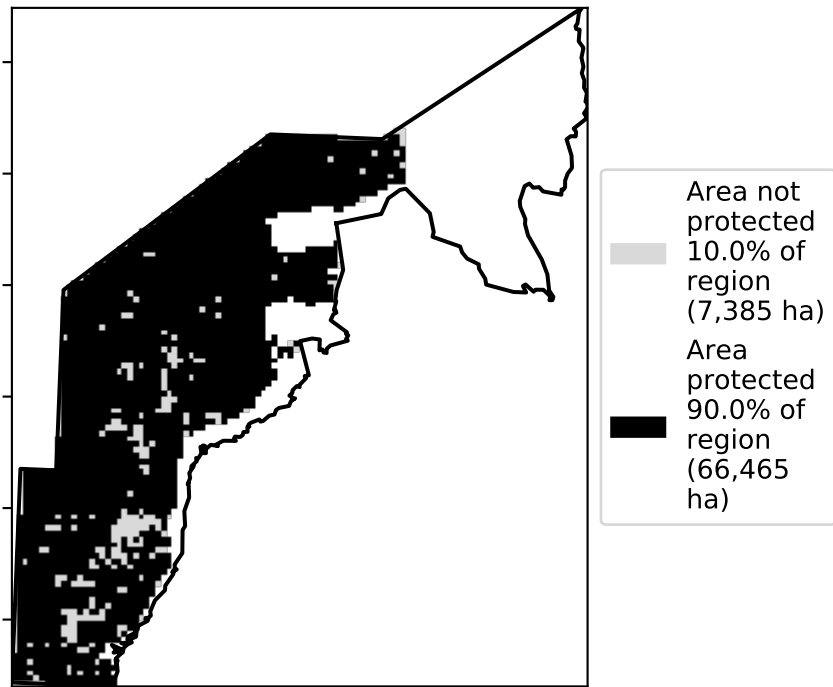 Area not
protected
10.0% of
region
(7,385 ha)
Area
protected
90.0% of
region
(66,465
ha)